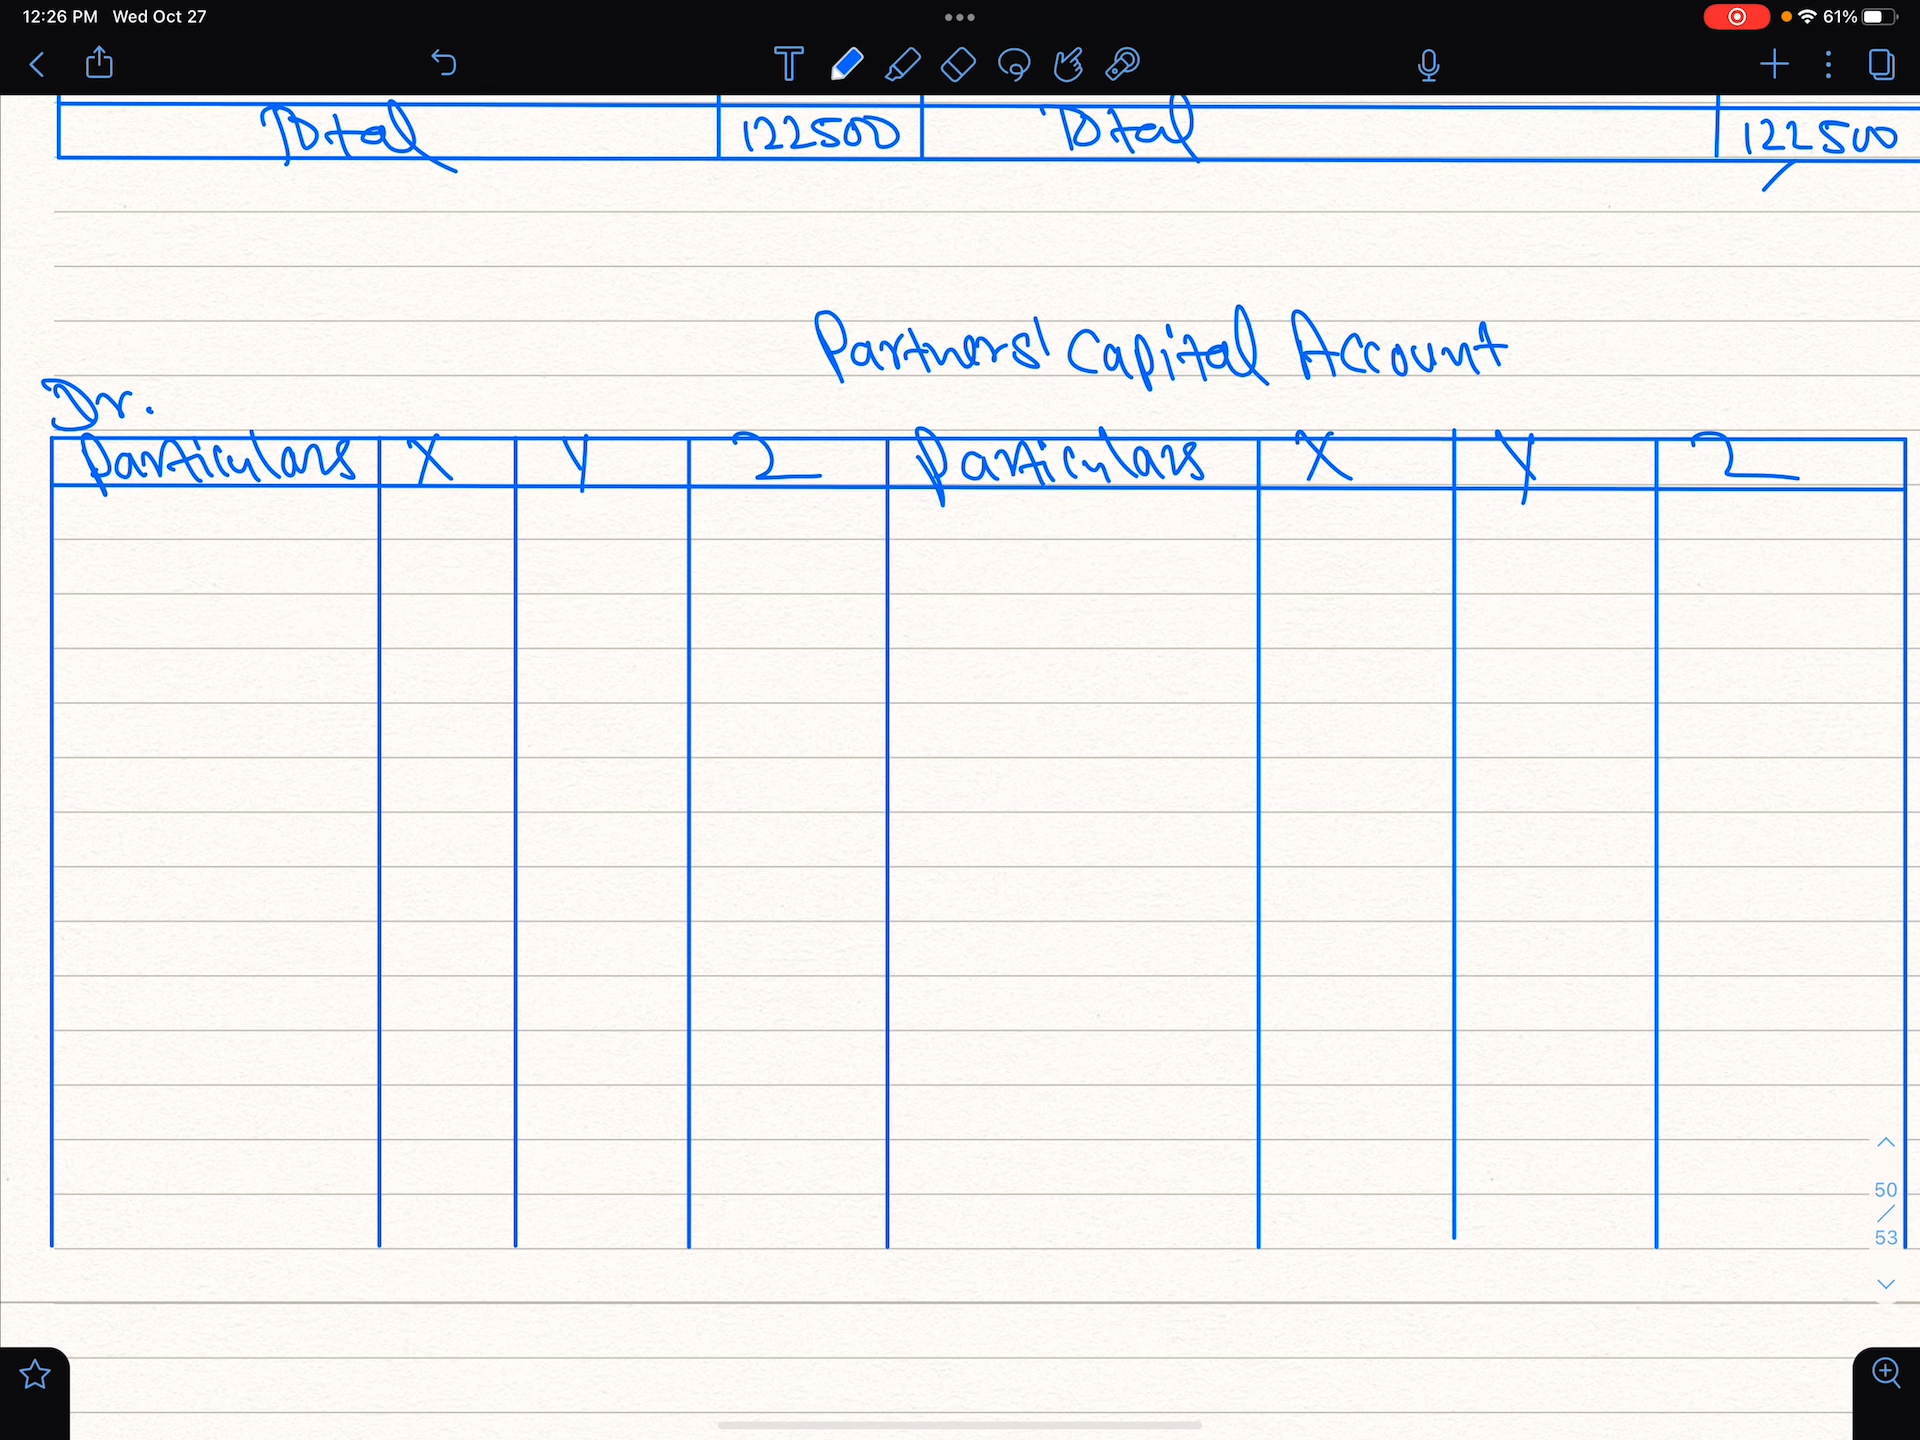 12:26 PM Wed Oct 27
61%
Total 122500 Total 122500
Partners' Capital Account
Dr.
Particulars X Y Z Particulars X Y Z
50
/
53